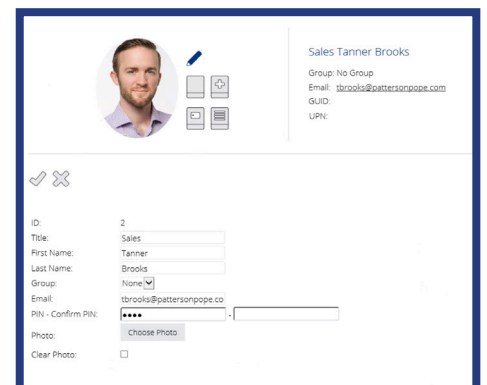 Sales Tanner Brooks
Group: No Group
Email: tbrooks@pattersonpope.com
GUID:
UPN:
ID: 2
Title: Sales
First Name: Tanner
Last Name: Brooks
Group: None
Email: tbrooks@pattersonpope.co
PIN - Confirm PIN: •••• -
Photo: Choose Photo
Clear Photo: